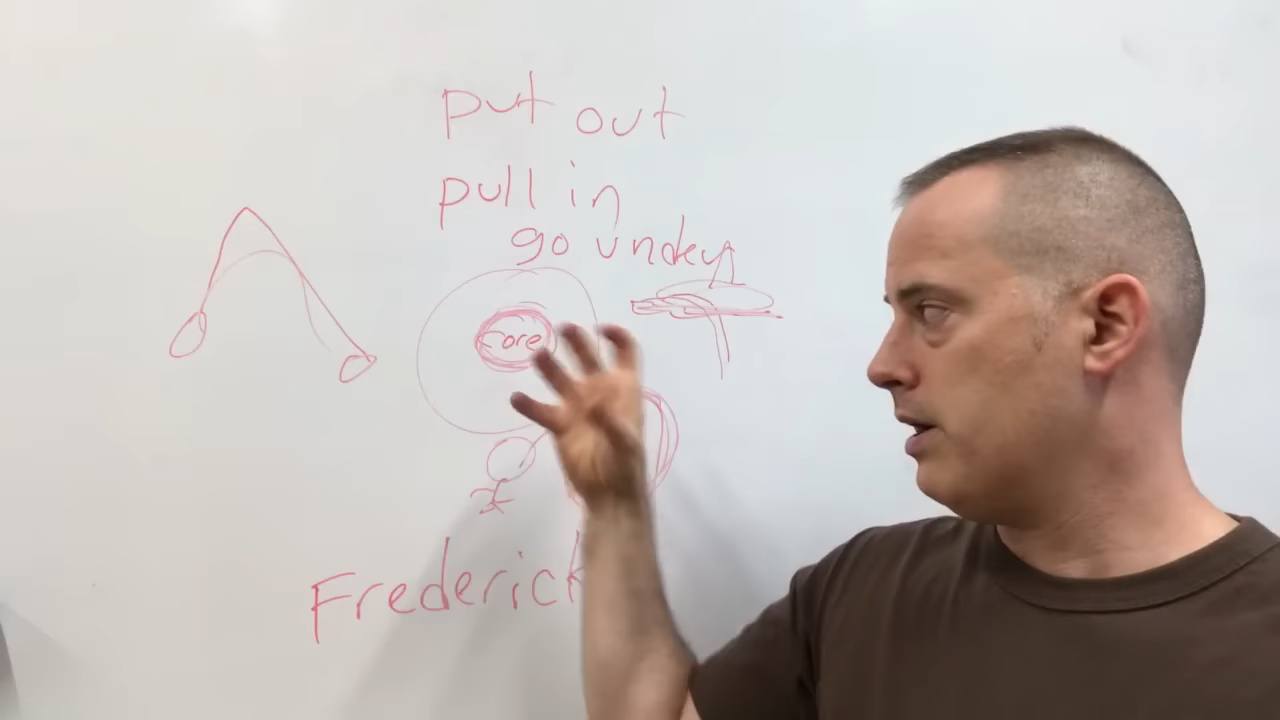 put out
pull in
go under
core
Frederick